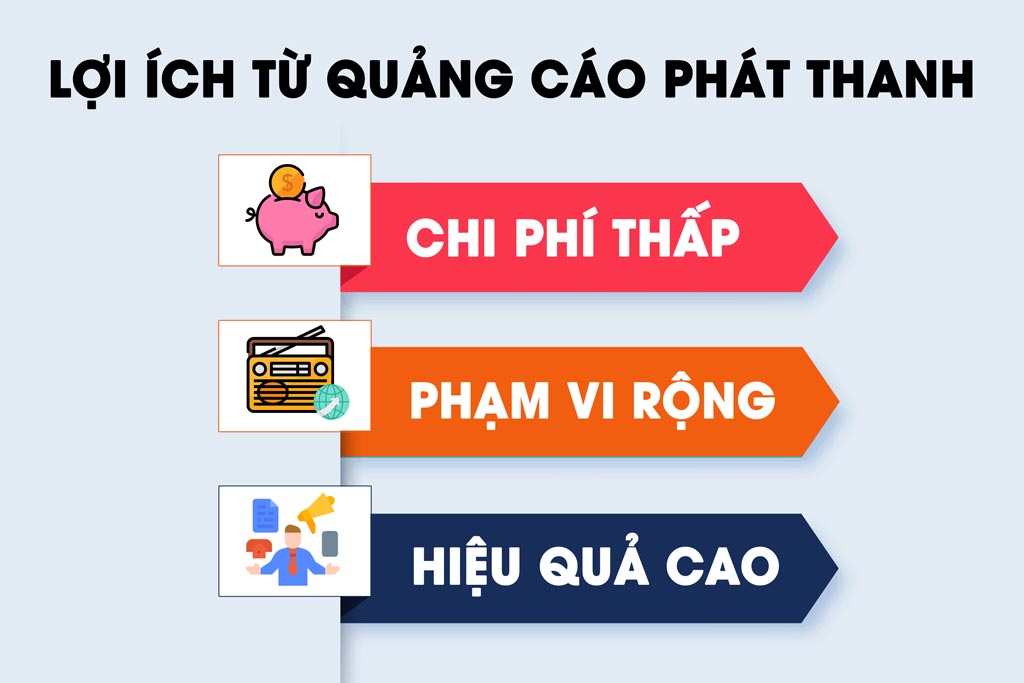 LỢI ÍCH TỪ QUẢNG CÁO PHÁT THANH
$
CHI PHÍ THẤP
PHẠM VI RỘNG
HIỆU QUẢ CAO